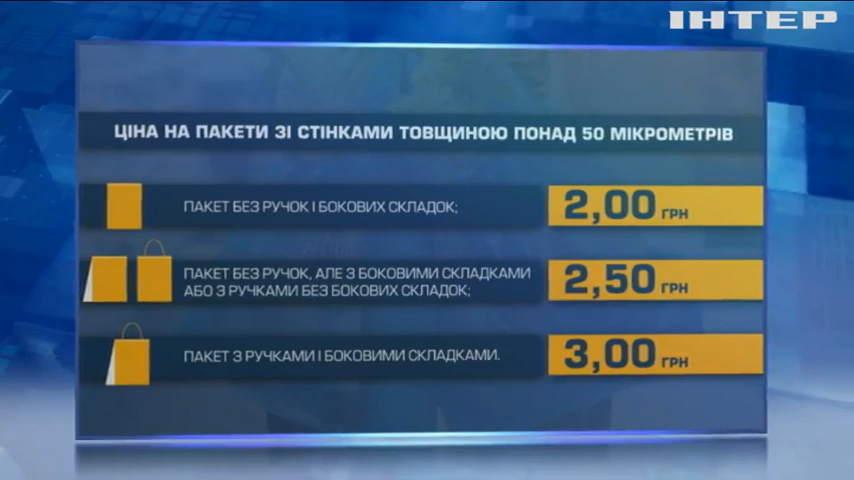 ІНТЕР
ЦІНА НА ПАКЕТИ ЗІ СТІНКАМИ ТОВЩИНОЮ ПОНАД 50 МІКРОМЕТРІВ
ПАКЕТ БЕЗ РУЧОК І БОКОВИХ СКЛАДОК;
2,00 ГРН
ПАКЕТ БЕЗ РУЧОК, АЛЕ З БОКОВИМИ СКЛАДКАМИ
АБО З РУЧКАМИ БЕЗ БОКОВИХ СКЛАДОК;
2,50 ГРН
ПАКЕТ З РУЧКАМИ І БОКОВИМИ СКЛАДКАМИ.
3,00 ГРН